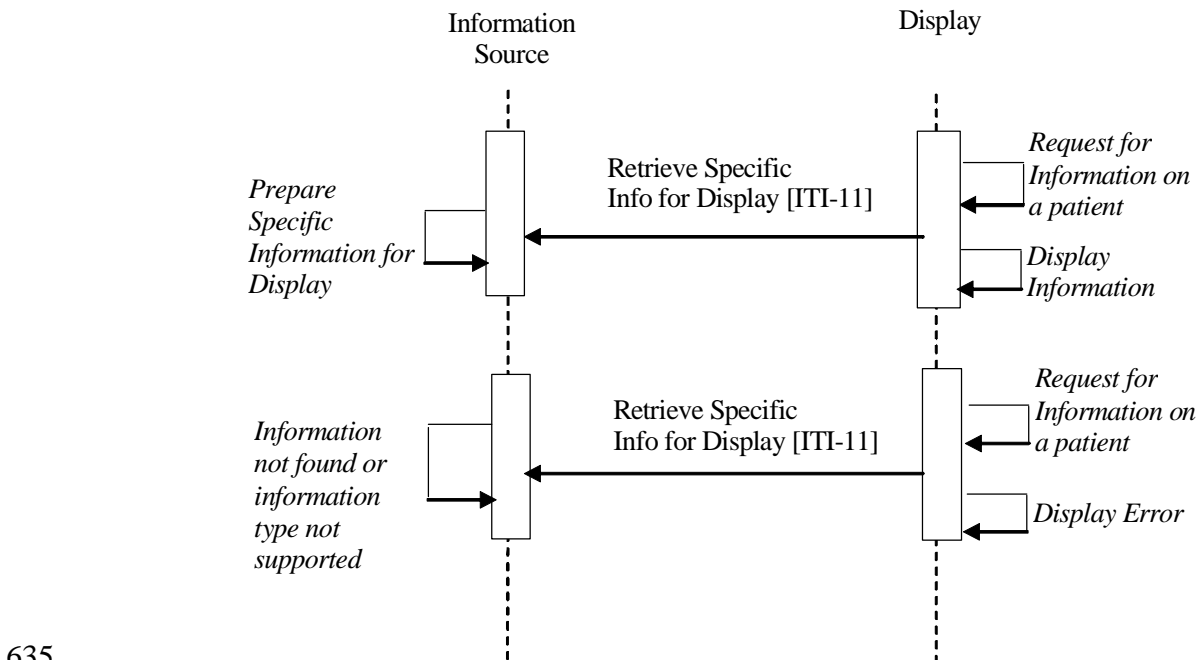 Information
Source
Display
Request for
Information on
a patient
Retrieve Specific
Info for Display [ITI-11]
Prepare
Specific
Information for
Display
Display
Information
Request for
Information on
a patient
Retrieve Specific
Info for Display [ITI-11]
Information
not found or
information
type not
supported
Display Error
635